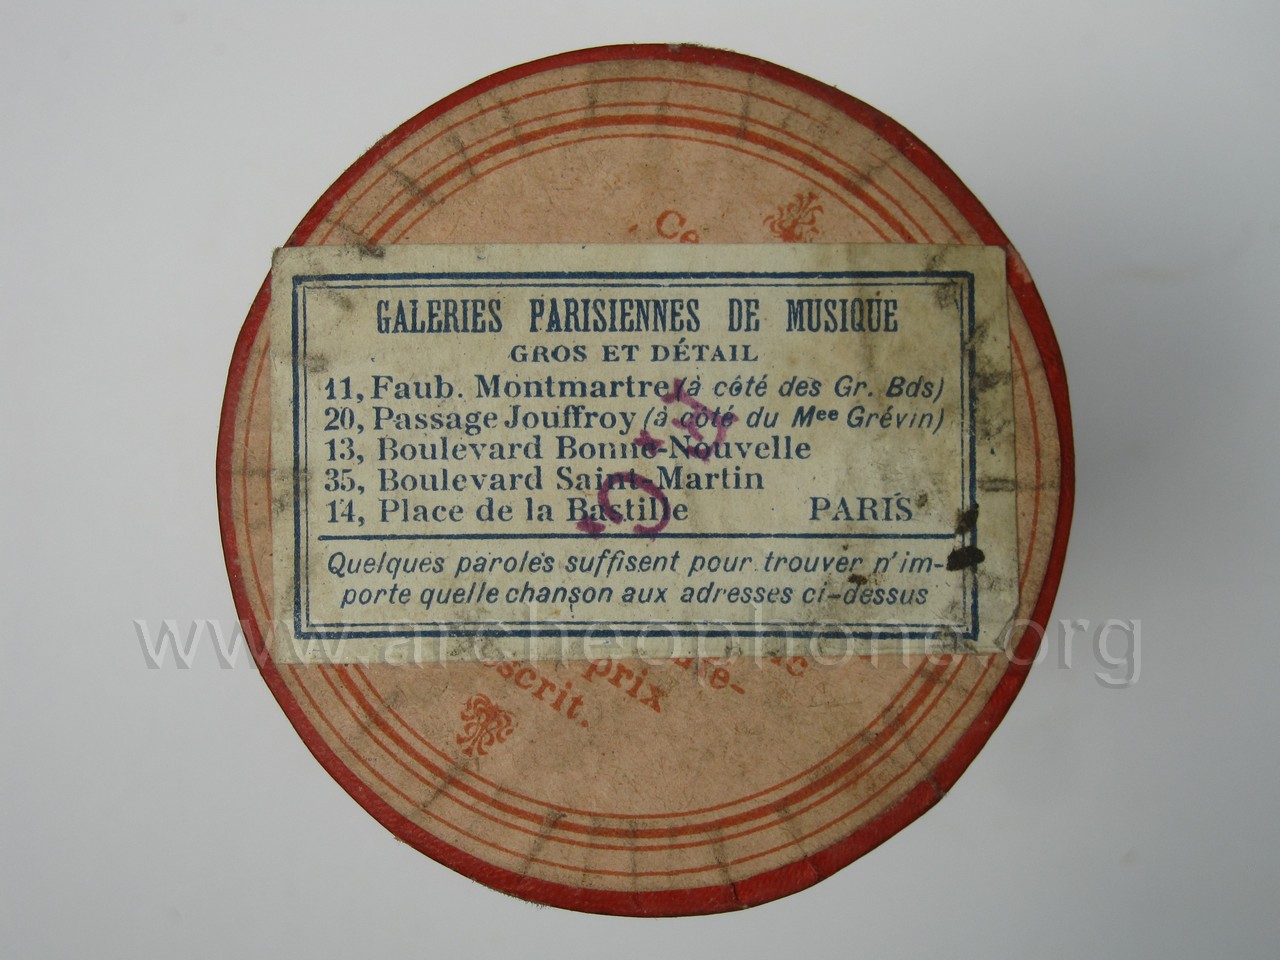 Ce
GALERIES PARISIENNES DE MUSIQUE
GROS ET DÉTAIL
11, Faub. Montmartre (à côté des Gr. Bds)
20, Passage Jouffroy (à côté du Mee Grévin)
13, Boulevard Bonne-Nouvelle
35, Boulevard Saint-Martin
14, Place de la Bastille PARIS
Quelques paroles suffisent pour trouver n'im-
porte quelle chanson aux adresses ci-dessus
P.G.
www.archeophone.org
prix
scrit.